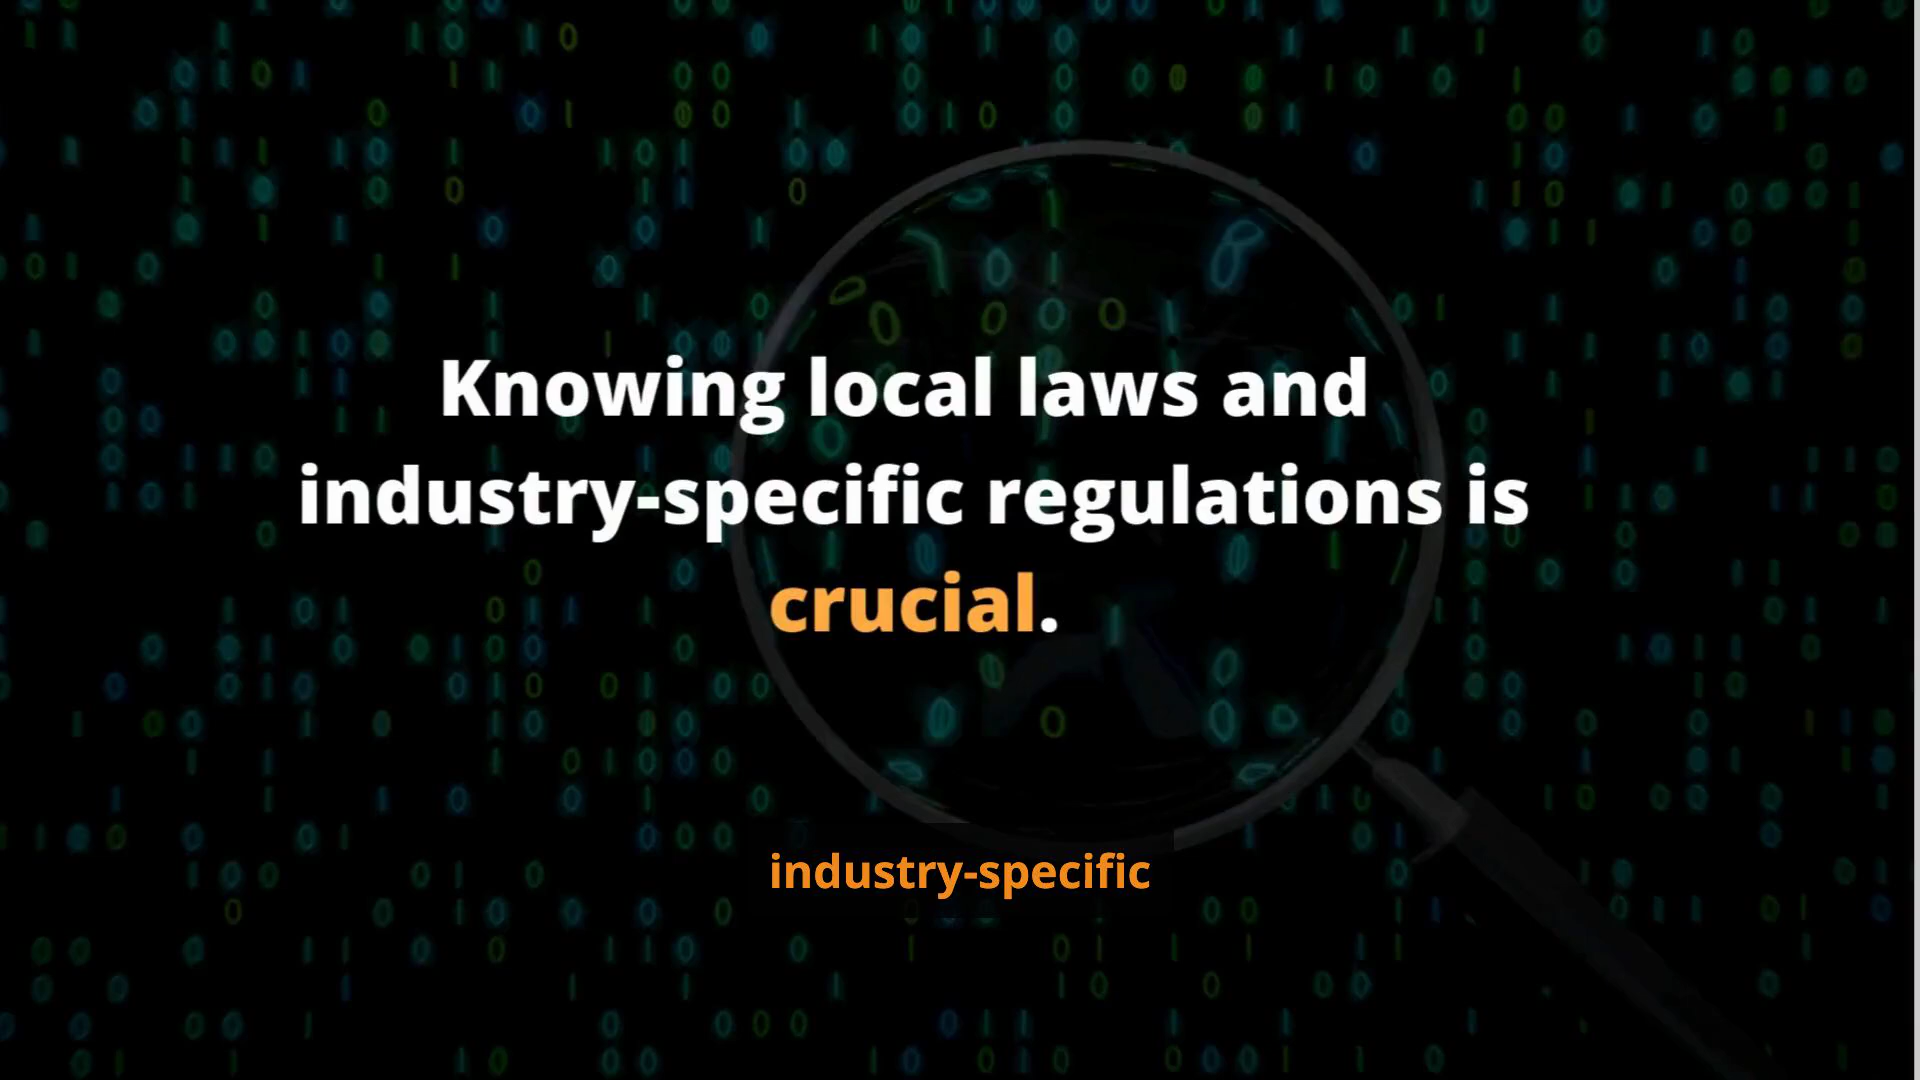 Knowing local laws and
industry-specific regulations is
crucial.
industry-specific